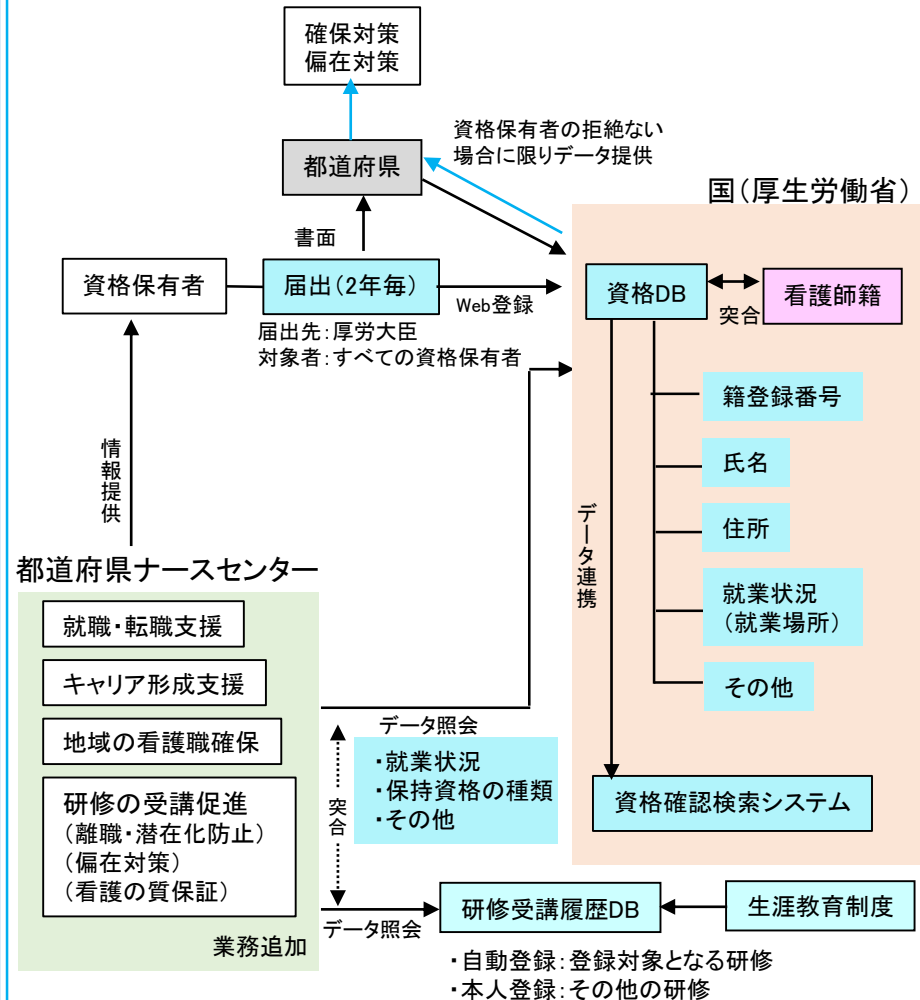 確保対策
偏在対策
資格保有者の拒絶ない
場合に限りデータ提供
都道府県
国(厚生労働省)
書面
資格保有者
届出(2年毎)
Web登録
資格DB
突合
看護師籍
届出先:厚労大臣
対象者:すべての資格保有者
籍登録番号
氏名
住所
就業状況
(就業場所)
その他
データ連携
資格確認検索システム
情報提供
都道府県ナースセンター
就職・転職支援
キャリア形成支援
地域の看護職確保
研修の受講促進
(離職・潜在化防止)
(偏在対策)
(看護の質保証)
業務追加
データ照会
・就業状況
・保持資格の種類
・その他
突合
データ照会
研修受講履歴DB
生涯教育制度
・自動登録:登録対象となる研修
・本人登録:その他の研修